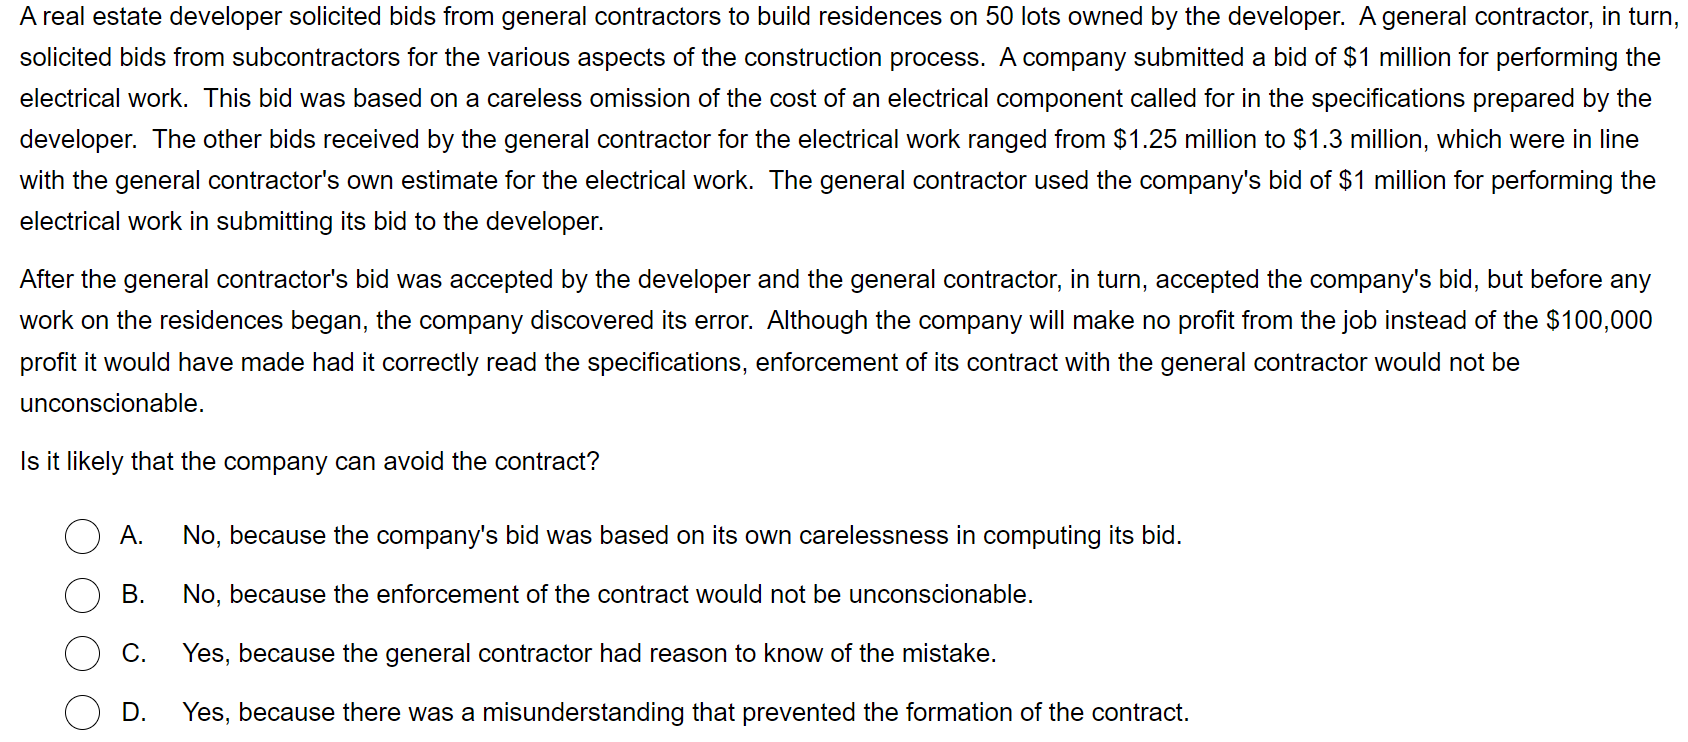 A real estate developer solicited bids from general contractors to build residences on 50 lots owned by the developer.  A general contractor, in turn,
solicited bids from subcontractors for the various aspects of the construction process.  A company submitted a bid of $1 million for performing the
electrical work.  This bid was based on a careless omission of the cost of an electrical component called for in the specifications prepared by the
developer.  The other bids received by the general contractor for the electrical work ranged from $1.25 million to $1.3 million, which were in line
with the general contractor's own estimate for the electrical work.  The general contractor used the company's bid of $1 million for performing the
electrical work in submitting its bid to the developer.
After the general contractor's bid was accepted by the developer and the general contractor, in turn, accepted the company's bid, but before any
work on the residences began, the company discovered its error.  Although the company will make no profit from the job instead of the $100,000
profit it would have made had it correctly read the specifications, enforcement of its contract with the general contractor would not be
unconscionable.
Is it likely that the company can avoid the contract?
A. No, because the company's bid was based on its own carelessness in computing its bid.
B. No, because the enforcement of the contract would not be unconscionable.
C. Yes, because the general contractor had reason to know of the mistake.
D. Yes, because there was a misunderstanding that prevented the formation of the contract.